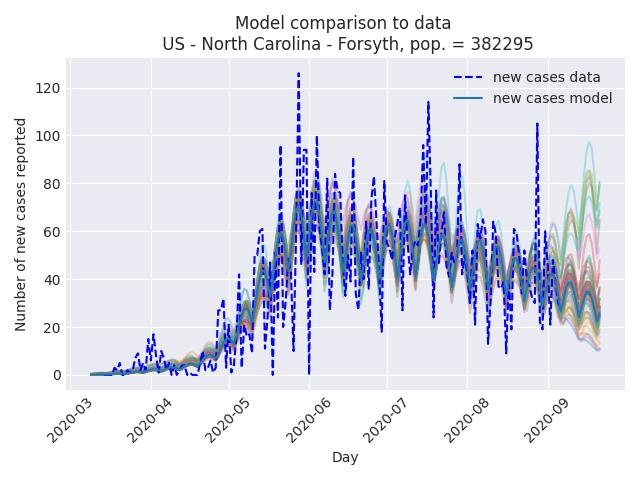 Model comparison to data
US - North Carolina - Forsyth, pop. = 382295
new cases data
new cases model
Number of new cases reported
120
100
80
60
40
20
0
2020-03
2020-04
2020-05
2020-06
2020-07
2020-08
2020-09
Day